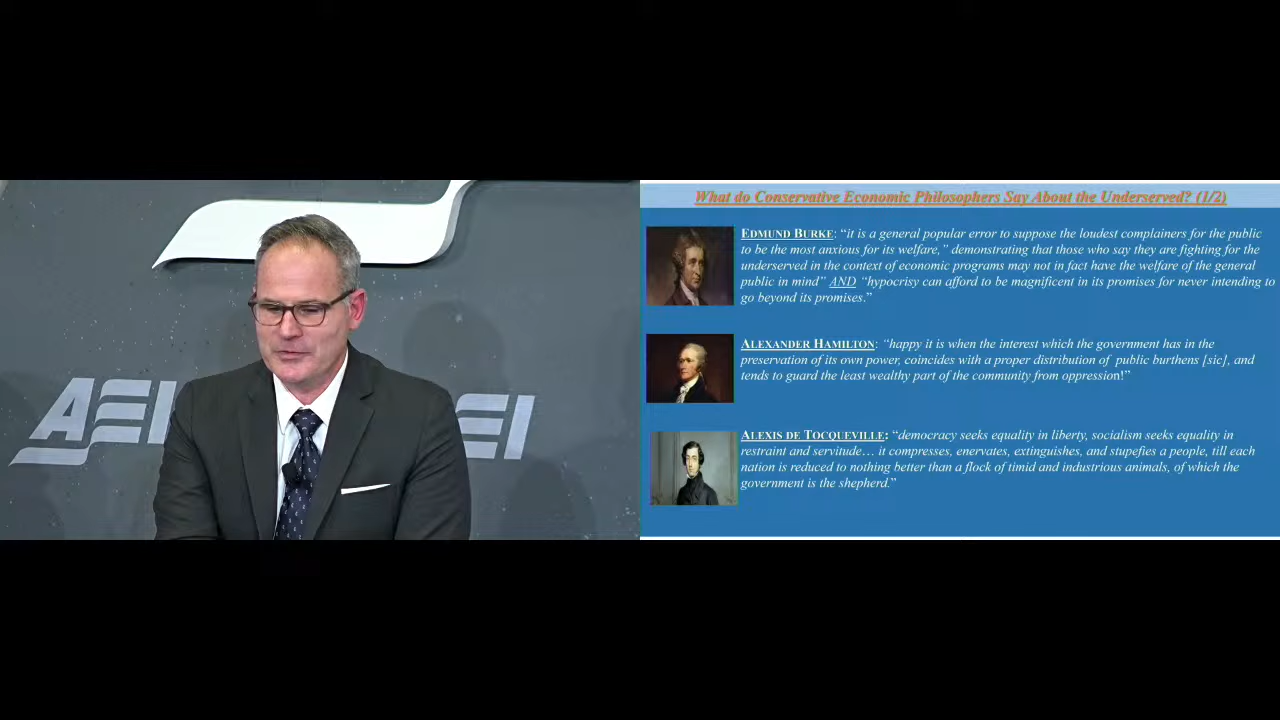 AEI
EI
What do Conservative Economic Philosophers Say About the Underserved? (1/2)
EDMUND BURKE: “it is a general popular error to suppose the loudest complainers for the public
to be the most anxious for its welfare,” demonstrating that those who say they are fighting for the
underserved in the context of economic programs may not in fact have the welfare of the general
public in mind” AND “hypocrisy can afford to be magnificent in its promises for never intending to
go beyond its promises.”
ALEXANDER HAMILTON: “happy it is when the interest which the government has in the
preservation of its own power, coincides with a proper distribution of public burthens [sic], and
tends to guard the least wealthy part of the community from oppression!”
ALEXIS DE TOCQUEVILLE: “democracy seeks equality in liberty, socialism seeks equality in
restraint and servitude… it compresses, enervates, extinguishes, and stupefies a people, till each
nation is reduced to nothing better than a flock of timid and industrious animals, of which the
government is the shepherd.”